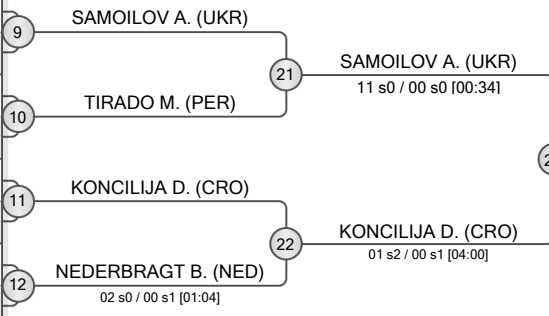 9
SAMOILOV A. (UKR)
21
SAMOILOV A. (UKR)
11 s0 / 00 s0 [00:34]
10
TIRADO M. (PER)
11
KONCILIJA D. (CRO)
22
KONCILIJA D. (CRO)
01 s2 / 00 s1 [04:00]
12
NEDERBRAGT B. (NED)
02 s0 / 00 s1 [01:04]